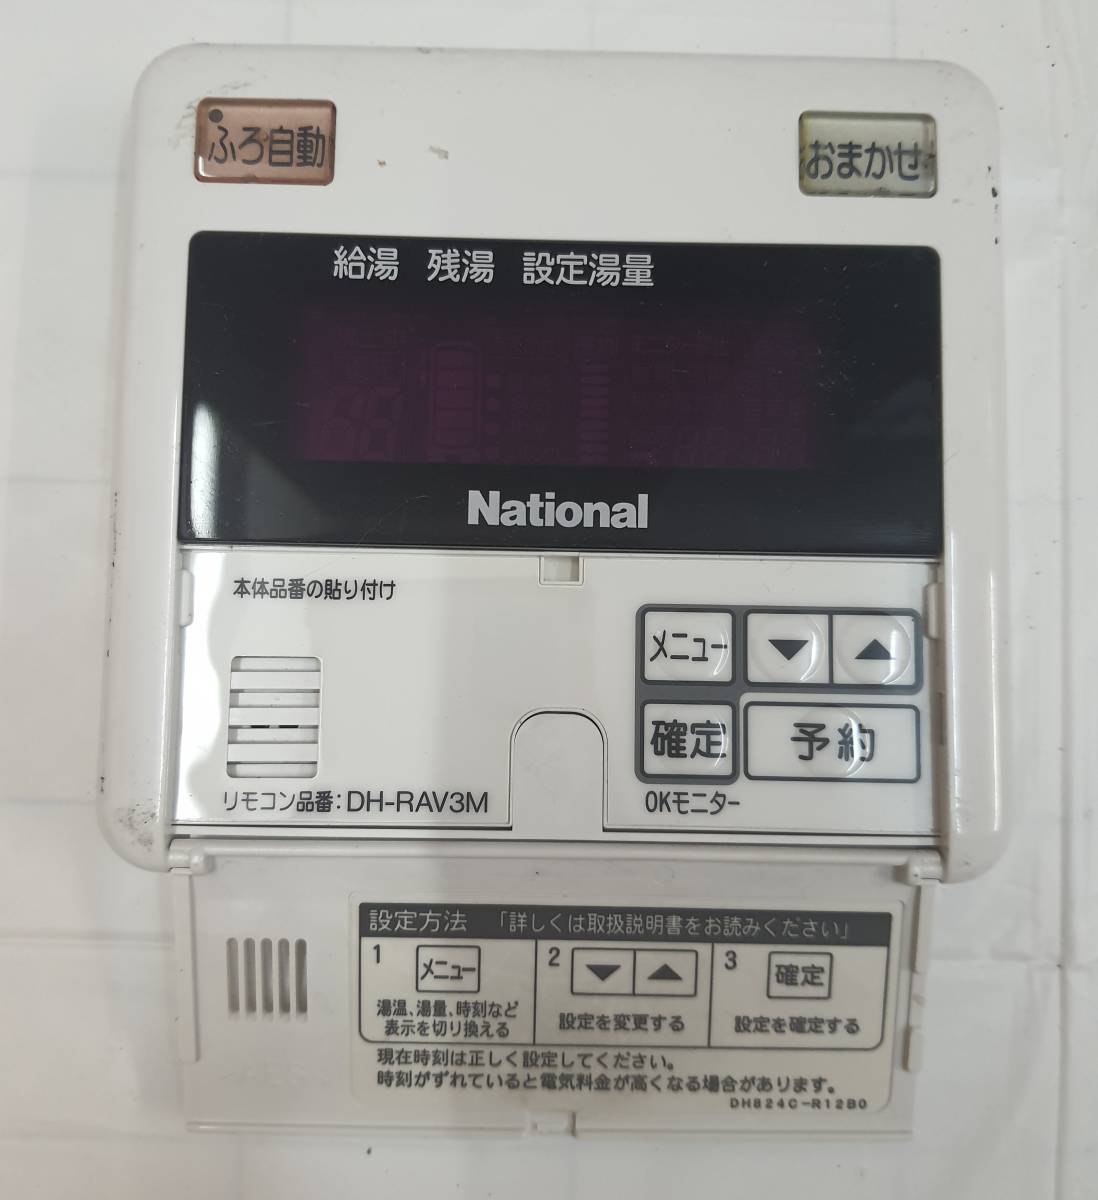 ふろ自動
おまかせ
給湯 残湯 設定湯量
National
本体品番の貼り付け
メニュー ▼ ▲
確定 予約
OKモニター
リモコン品番:DH-RAV3M
設定方法 「詳しくは取扱説明書をお読みください」
1 メニュー 2 ▼ ▲ 3 確定
湯温、湯量、時刻など
表示を切り換える
設定を変更する
設定を確定する
現在時刻は正しく設定してください。
時刻がずれていると電気料金が高くなる場合があります。
DH824C-R12B0